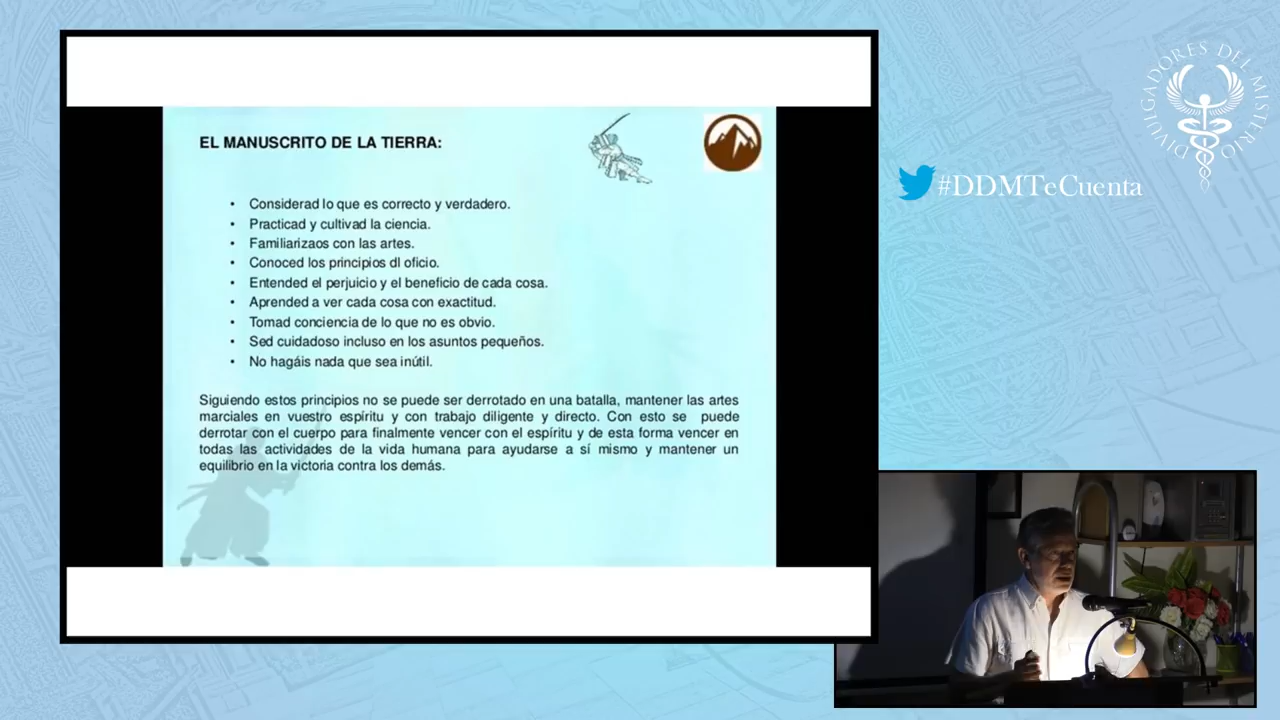 EL MANUSCRITO DE LA TIERRA:
• Considerad lo que es correcto y verdadero.
• Practicad y cultivad la ciencia.
• Familiarizaos con las artes.
• Conoced los principios dl oficio.
• Entended el perjuicio y el beneficio de cada cosa.
• Aprended a ver cada cosa con exactitud.
• Tomad conciencia de lo que no es obvio.
• Sed cuidadoso incluso en los asuntos pequeños.
• No hagáis nada que sea inútil.
Siguiendo estos principios no se puede ser derrotado en una batalla, mantener las artes
marciales en vuestro espíritu y con trabajo diligente y directo. Con esto se puede
derrotar con el cuerpo para finalmente vencer con el espíritu y de esta forma vencer en
todas las actividades de la vida humana para ayudarse a sí mismo y mantener un
equilibrio en la victoria contra los demás.
#DDMTeCuenta
DIVULGADORES DEL MISTERIO